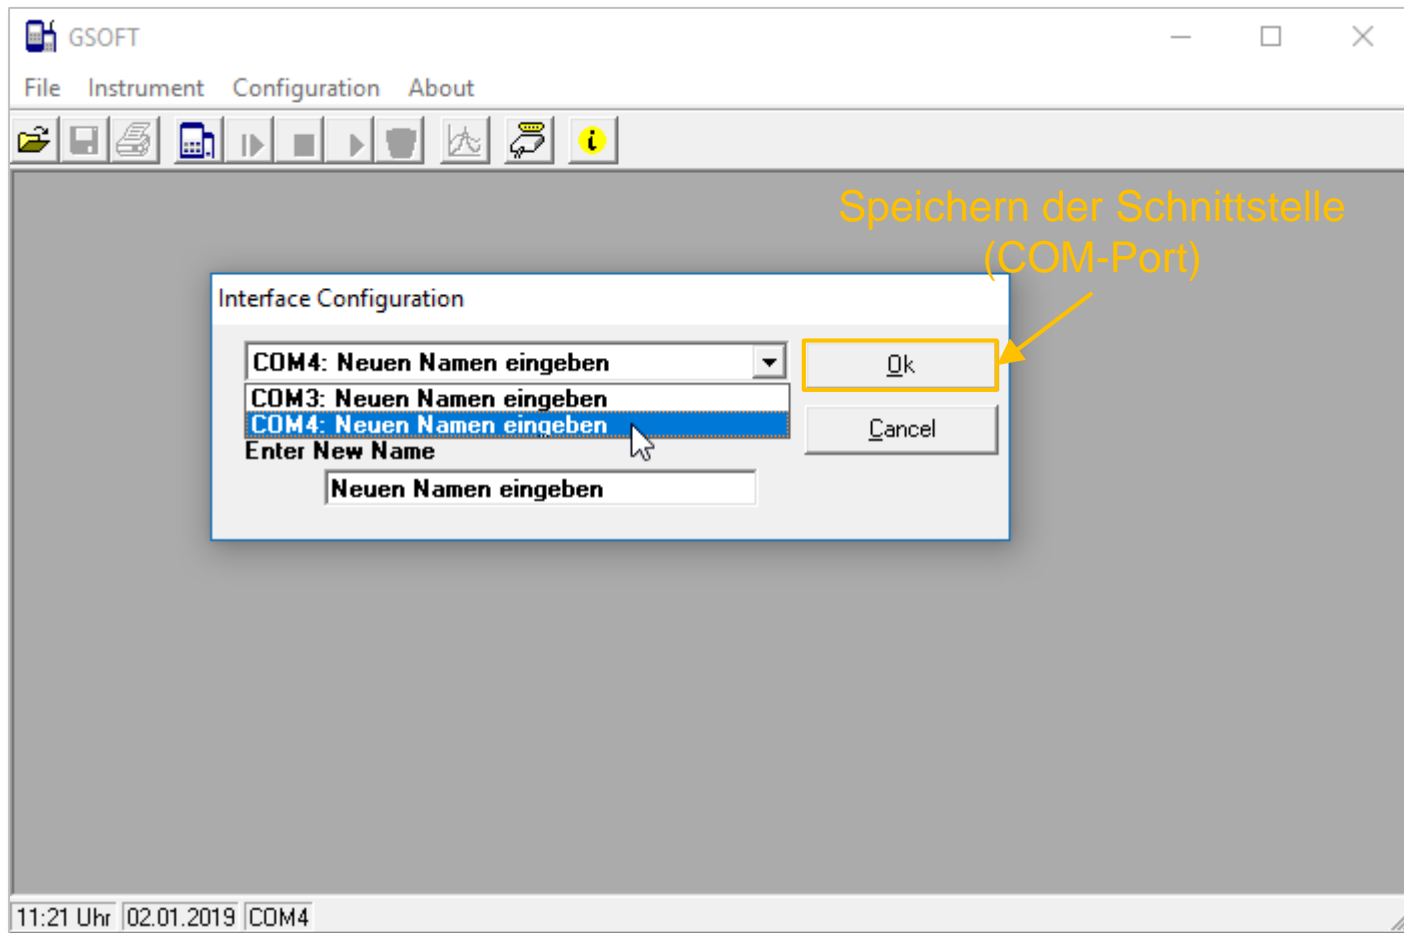 GSOFT
File Instrument Configuration About
i
Speichern der Schnittstelle
(COM-Port)
Interface Configuration
COM4: Neuen Namen eingeben
Ok
COM3: Neuen Namen eingeben
COM4: Neuen Namen eingeben
Cancel
Enter New Name
Neuen Namen eingeben
11:21 Uhr 02.01.2019 COM4